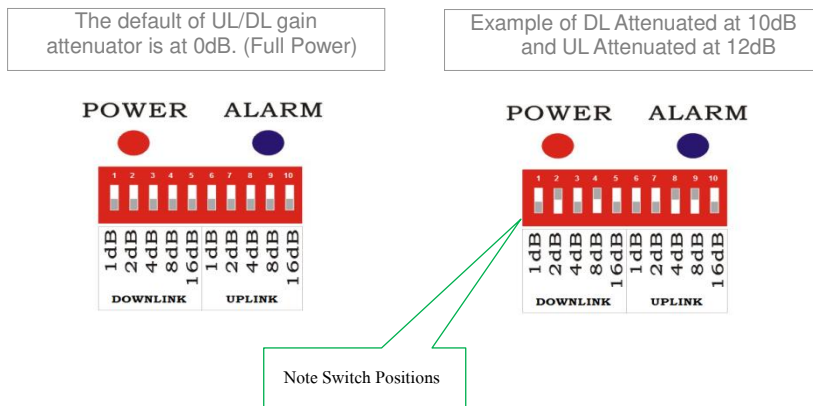 The default of UL/DL gain
attenuator is at 0dB. (Full Power)
Example of DL Attenuated at 10dB
and UL Attenuated at 12dB
POWER ALARM
1 2 3 4 5 6 7 8 9 10
1dB 2dB 4dB 8dB 16dB 1dB 2dB 4dB 8dB 16dB
DOWNLINK UPLINK
POWER ALARM
1 2 3 4 5 6 7 8 9 10
1dB 2dB 4dB 8dB 16dB 1dB 2dB 4dB 8dB 16dB
DOWNLINK UPLINK
Note Switch Positions